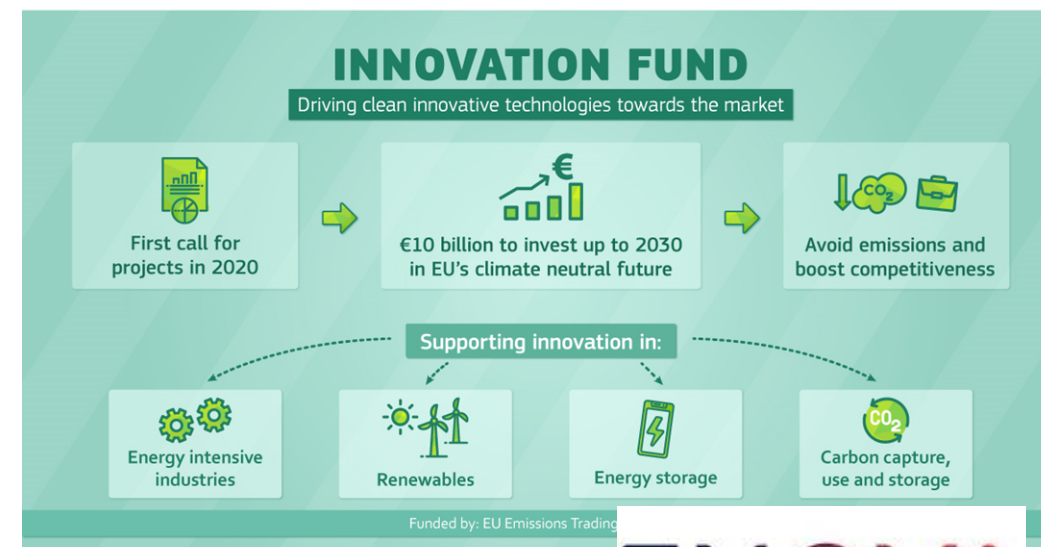 INNOVATION FUND
Driving clean innovative technologies towards the market
€
CO2
First call for
projects in 2020
€10 billion to invest up to 2030
in EU's climate neutral future
Avoid emissions and
boost competitiveness
Supporting innovation in:
CO2
Energy intensive
industries
Renewables
Energy storage
Carbon capture,
use and storage
Funded by: EU Emissions Trading